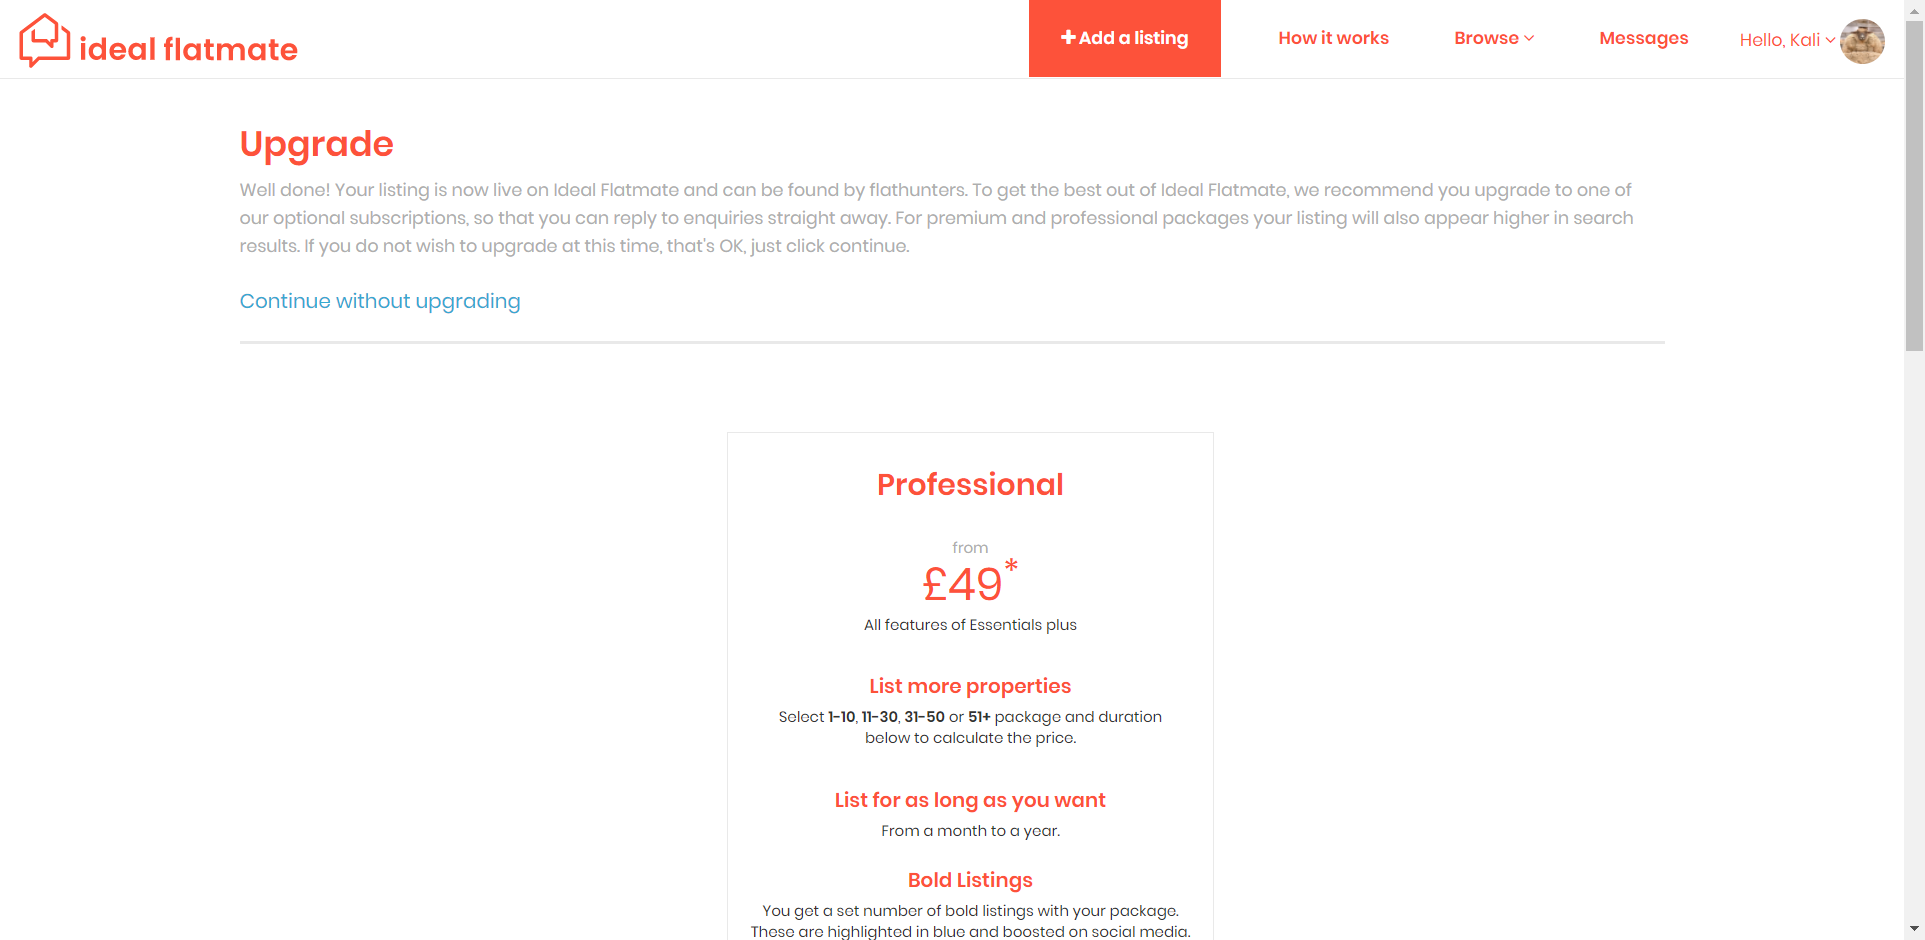 ideal flatmate
Add a listing
How it works
Browse
Messages
Hello, Kali
Upgrade
Well done! Your listing is now live on Ideal Flatmate and can be found by flathunters. To get the best out of Ideal Flatmate, we recommend you upgrade to one of
our optional subscriptions, so that you can reply to enquiries straight away. For premium and professional packages your listing will also appear higher in search
results. If you do not wish to upgrade at this time, that's OK, just click continue.
Continue without upgrading
Professional
from
£49*
All features of Essentials plus
List more properties
Select 1-10, 11-30, 31-50 or 51+ package and duration
below to calculate the price.
List for as long as you want
From a month to a year.
Bold Listings
You get a set number of bold listings with your package.
These are highlighted in blue and boosted on social media.